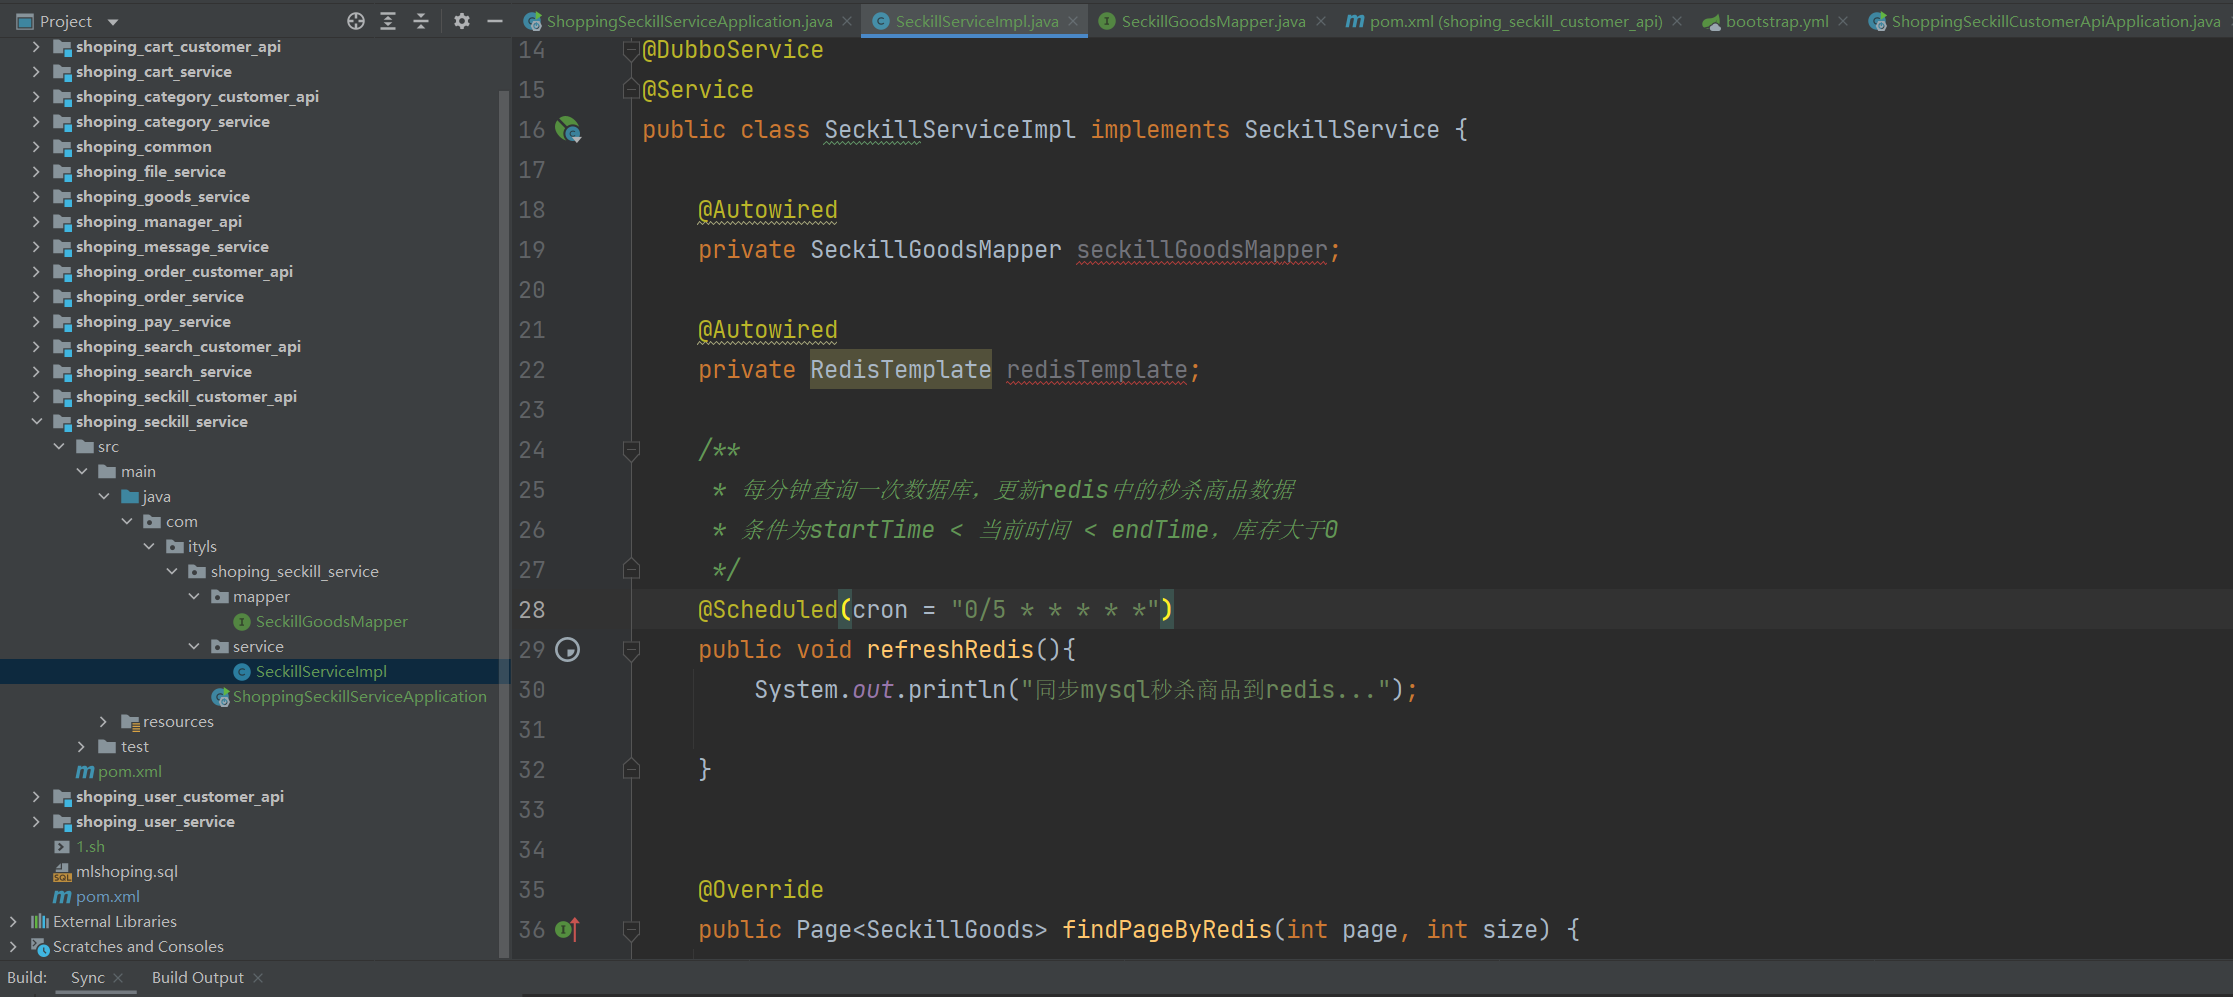 Project
ShoppingSeckillServiceApplication.java
SeckillServiceImpl.java
SeckillGoodsMapper.java
pom.xml (shoping_seckill_customer_api)
bootstrap.yml
ShoppingSeckillCustomerApiApplication.java
shoping_cart_customer_api
shoping_cart_service
shoping_category_customer_api
shoping_category_service
shoping_common
shoping_file_service
shoping_goods_service
shoping_manager_api
shoping_message_service
shoping_order_customer_api
shoping_order_service
shoping_pay_service
shoping_search_customer_api
shoping_search_service
shoping_seckill_customer_api
shoping_seckill_service
src
main
java
com
ityls
shoping_seckill_service
mapper
SeckillGoodsMapper
service
SeckillServiceImpl
ShoppingSeckillServiceApplication
resources
test
pom.xml
shoping_user_customer_api
shoping_user_service
1.sh
mlshoping.sql
pom.xml
External Libraries
Scratches and Consoles
14 @DubboService
15 @Service
16 public class SeckillServiceImpl implements SeckillService {
17
18 @Autowired
19 private SeckillGoodsMapper seckillGoodsMapper;
20
21 @Autowired
22 private RedisTemplate redisTemplate;
23
24 /**
25 * 每分钟查询一次数据库，更新redis中的秒杀商品数据
26 * 条件为startTime < 当前时间 < endTime，库存大于0
27 */
28 @Scheduled(cron = "0/5 * * * * *")
29 public void refreshRedis(){
30 System.out.println("同步mysql秒杀商品到redis...");
31
32 }
33
34
35 @Override
36 public Page<SeckillGoods> findPageByRedis(int page, int size) {
Build: Sync Build Output